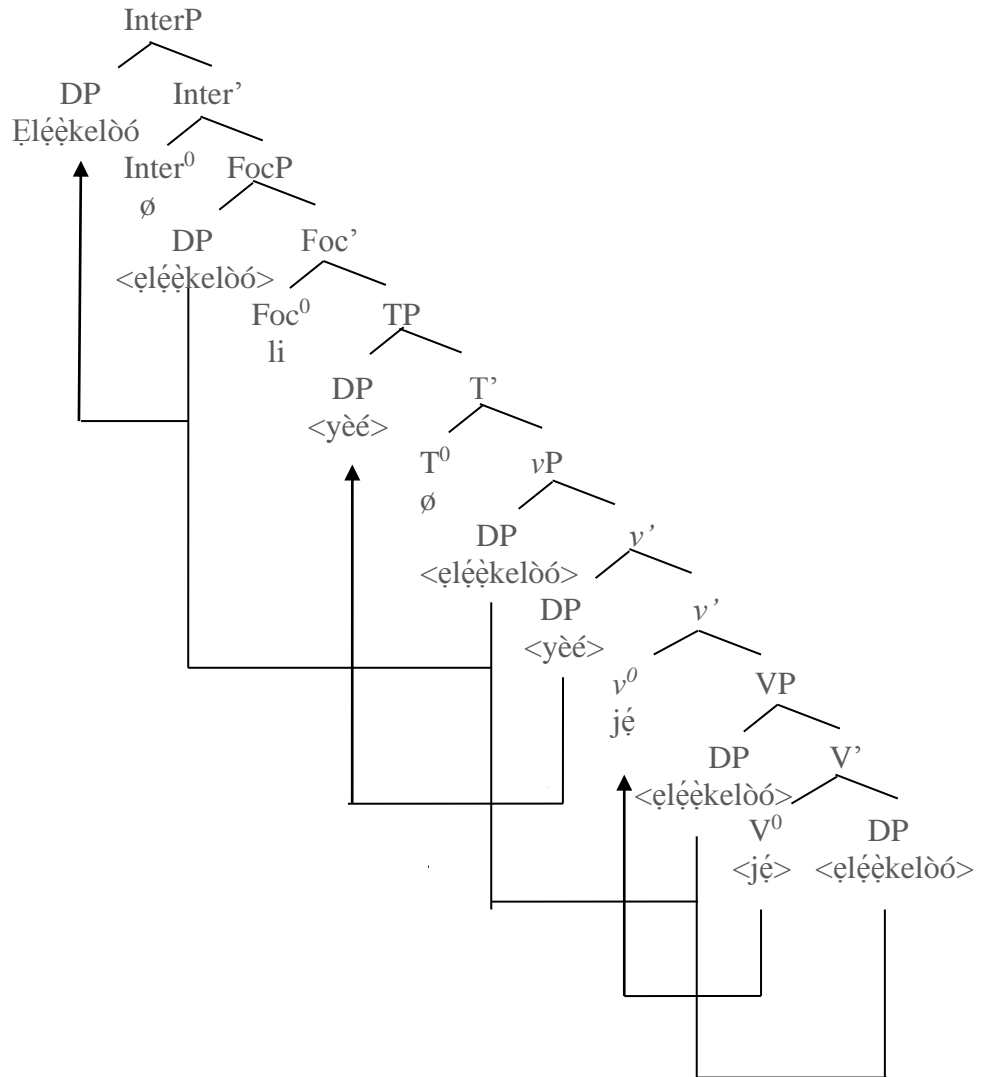 InterP
DP Inter’
Ẹlẹ́ẹ̀kelòó
Inter⁰ FocP
ø
DP Foc’
<ẹlẹ́ẹ̀kelòó>
Foc⁰ TP
li
DP T’
<yèé>
T⁰ vP
ø
DP v’
<ẹlẹ́ẹ̀kelòó>
DP v’
<yèé>
v⁰ VP
jẹ́
DP V’
<ẹlẹ́ẹ̀kelòó>
V⁰ DP
<jẹ́> <ẹlẹ́ẹ̀kelòó>